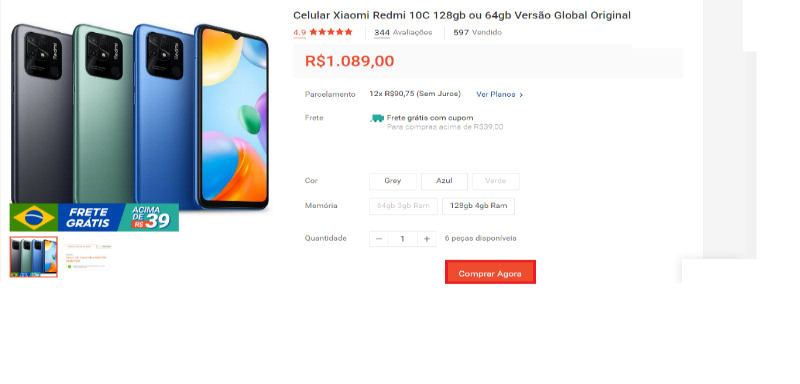 Celular Xiaomi Redmi 10C 128gb ou 64gb Versão Global Original
4.9
344 Avaliações
597 Vendido
R$1.089,00
Parcelamento 12x R$90,75 (Sem Juros) Ver Planos >
Frete Frete grátis com cupom
Para compras acima de R$39,00
Cor Grey Azul Verde
Memória 64gb 3gb Ram 128gb 4gb Ram
Quantidade − 1 + 6 peças disponíveis
Comprar Agora
Redmi
Redmi
Redmi
FRETE GRÁTIS
ACIMA DE R$39